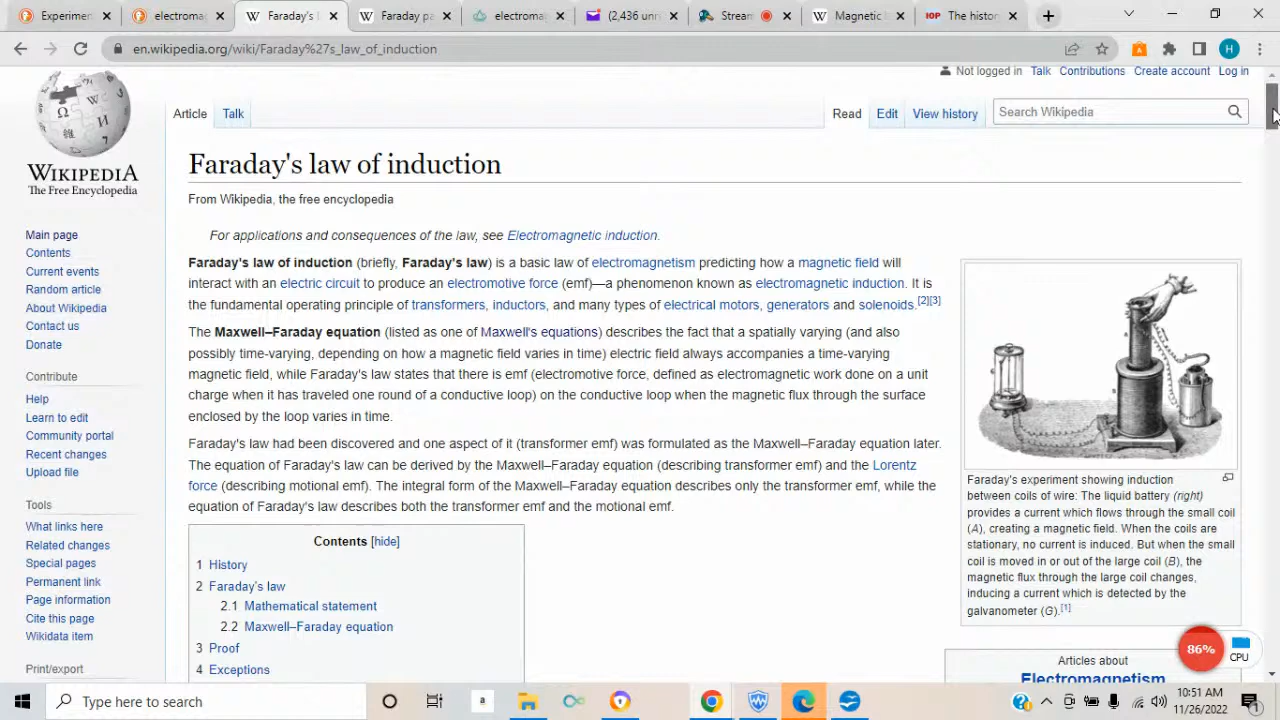 Experimen
electromag
Faraday's l
Faraday pa
electromag
(2,436 unr
Stream
Magnetic f
IOP The histor
en.wikipedia.org/wiki/Faraday%27s_law_of_induction
H
Not logged in Talk Contributions Create account Log in
Article Talk Read Edit View history Search Wikipedia
WIKIPEDIA
The Free Encyclopedia
Main page
Contents
Current events
Random article
About Wikipedia
Contact us
Donate
Contribute
Help
Learn to edit
Community portal
Recent changes
Upload file
Tools
What links here
Related changes
Special pages
Permanent link
Page information
Cite this page
Wikidata item
Print/export
Faraday's law of induction
From Wikipedia, the free encyclopedia
For applications and consequences of the law, see Electromagnetic induction.
Faraday's law of induction (briefly, Faraday's law) is a basic law of electromagnetism predicting how a magnetic field will
interact with an electric circuit to produce an electromotive force (emf)—a phenomenon known as electromagnetic induction. It is
the fundamental operating principle of transformers, inductors, and many types of electrical motors, generators and solenoids.[2][3]
The Maxwell–Faraday equation (listed as one of Maxwell's equations) describes the fact that a spatially varying (and also
possibly time-varying, depending on how a magnetic field varies in time) electric field always accompanies a time-varying
magnetic field, while Faraday's law states that there is emf (electromotive force, defined as electromagnetic work done on a unit
charge when it has traveled one round of a conductive loop) on the conductive loop when the magnetic flux through the surface
enclosed by the loop varies in time.
Faraday's law had been discovered and one aspect of it (transformer emf) was formulated as the Maxwell–Faraday equation later.
The equation of Faraday's law can be derived by the Maxwell–Faraday equation (describing transformer emf) and the Lorentz
force (describing motional emf). The integral form of the Maxwell–Faraday equation describes only the transformer emf, while the
equation of Faraday's law describes both the transformer emf and the motional emf.
Contents [hide]
1 History
2 Faraday's law
2.1 Mathematical statement
2.2 Maxwell–Faraday equation
3 Proof
4 Exceptions
Faraday's experiment showing induction
between coils of wire: The liquid battery (right)
provides a current which flows through the small coil
(A), creating a magnetic field. When the coils are
stationary, no current is induced. But when the small
coil is moved in or out of the large coil (B), the
magnetic flux through the large coil changes,
inducing a current which is detected by the
galvanometer (G).[1]
Articles about
Electromagnetism
86%
CPU
Type here to search
10:51 AM
11/26/2022